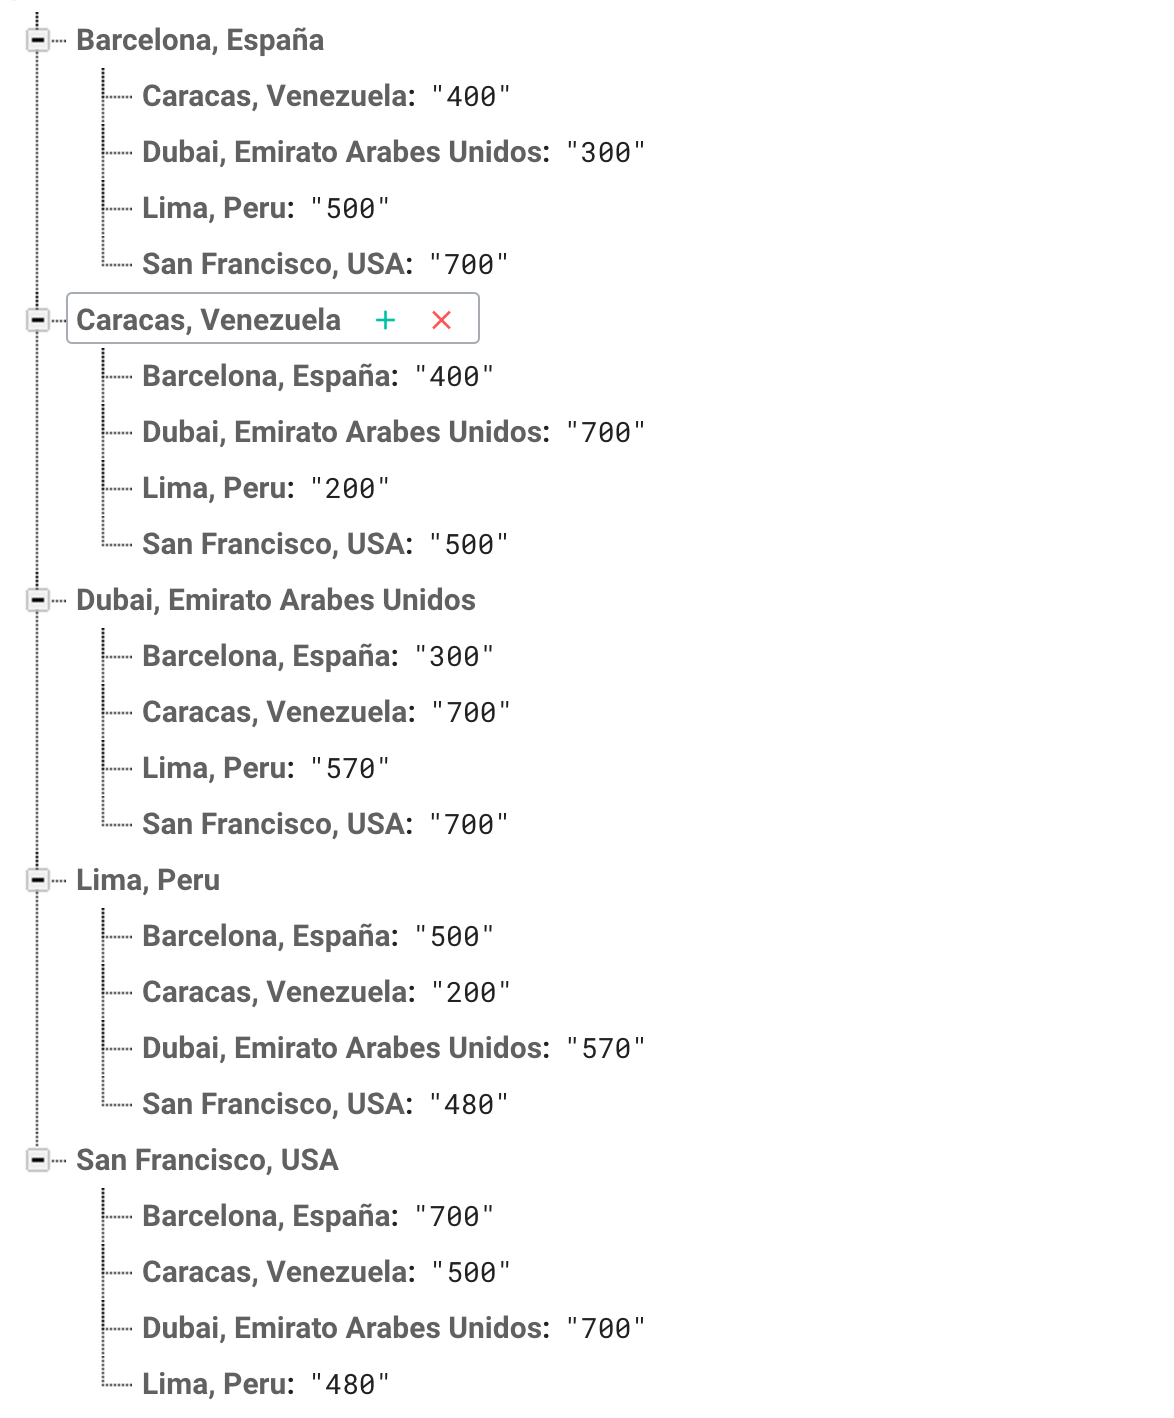 Barcelona, España
Caracas, Venezuela: "400"
Dubai, Emirato Arabes Unidos: "300"
Lima, Peru: "500"
San Francisco, USA: "700"
Caracas, Venezuela
Barcelona, España: "400"
Dubai, Emirato Arabes Unidos: "700"
Lima, Peru: "200"
San Francisco, USA: "500"
Dubai, Emirato Arabes Unidos
Barcelona, España: "300"
Caracas, Venezuela: "700"
Lima, Peru: "570"
San Francisco, USA: "700"
Lima, Peru
Barcelona, España: "500"
Caracas, Venezuela: "200"
Dubai, Emirato Arabes Unidos: "570"
San Francisco, USA: "480"
San Francisco, USA
Barcelona, España: "700"
Caracas, Venezuela: "500"
Dubai, Emirato Arabes Unidos: "700"
Lima, Peru: "480"